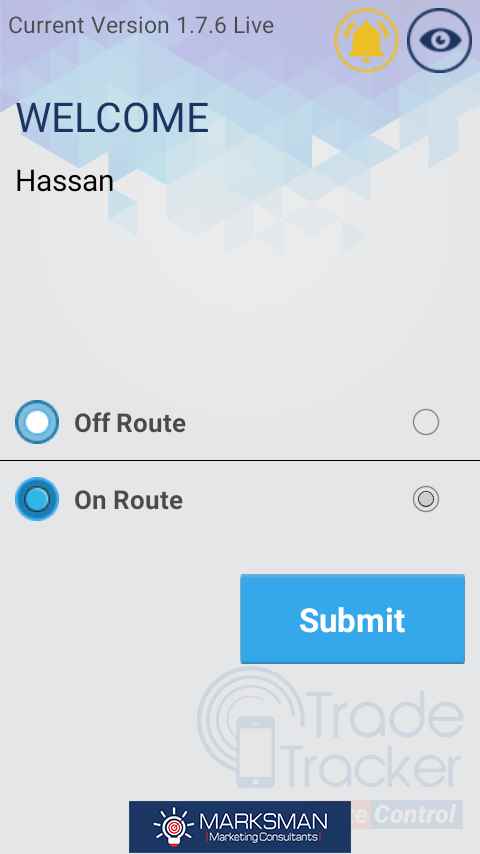 Current Version 1.7.6 Live
WELCOME
Hassan
Off Route
On Route
Submit
Trade
Tracker
Control
MARKSMAN
Marketing Consultants